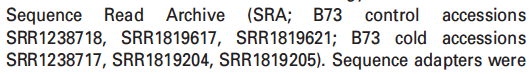 Sequence Read Archive (SRA; B73 control accessions
SRR1238718, SRR1819617, SRR1819621; B73 cold accessions
SRR1238717, SRR1819204, SRR1819205). Sequence adapters were